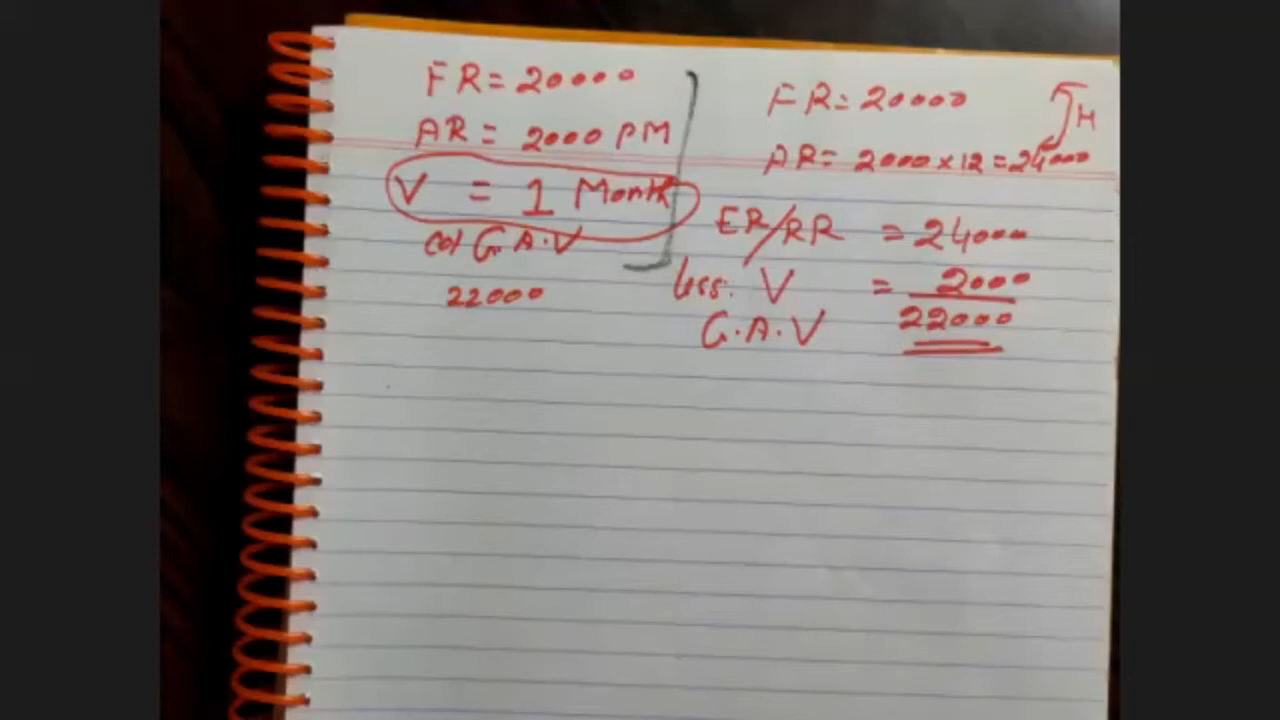 FR = 20000
AR = 2000 PM
V = 1 Month
cal G.A.V
22000
FR = 20000
AR = 2000 × 12 = 24000
H
ER/RR = 24000
Less. V = 2000
G.A.V 22000